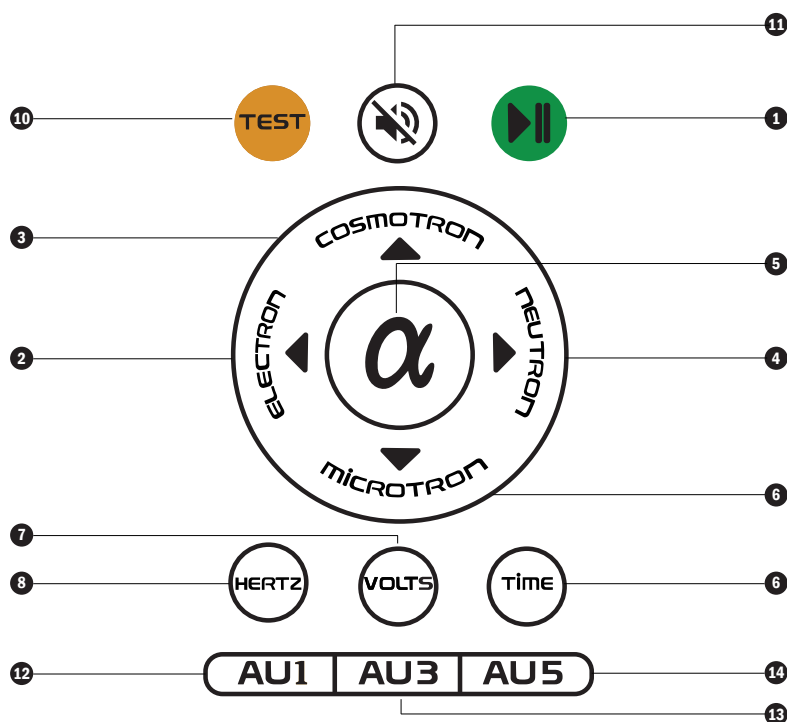 11
10 TEST 1
3 COSMOTRON
5
α
2 ELECTRON NEUTRON 4
MICROTRON
6
7
8 HERTZ VOLTS TIME 6
12 AU1 AU3 AU5 14
13